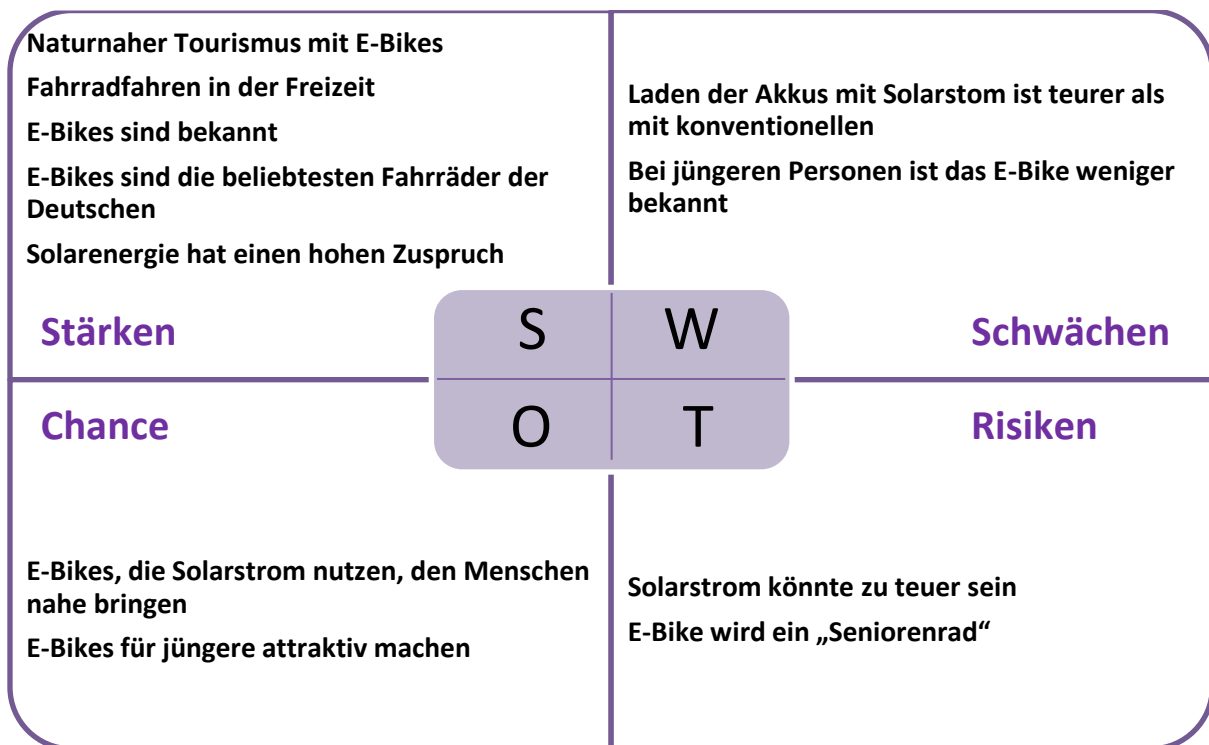 Naturnaher Tourismus mit E-Bikes
Fahrradfahren in der Freizeit
E-Bikes sind bekannt
E-Bikes sind die beliebtesten Fahrräder der
Deutschen
Solarenergie hat einen hohen Zuspruch
Laden der Akkus mit Solarstom ist teurer als
mit konventionellen
Bei jüngeren Personen ist das E-Bike weniger
bekannt
Stärken
S
W
Schwächen
Chance
O
T
Risiken
E-Bikes, die Solarstrom nutzen, den Menschen
nahe bringen
E-Bikes für jüngere attraktiv machen
Solarstrom könnte zu teuer sein
E-Bike wird ein „Seniorenrad“